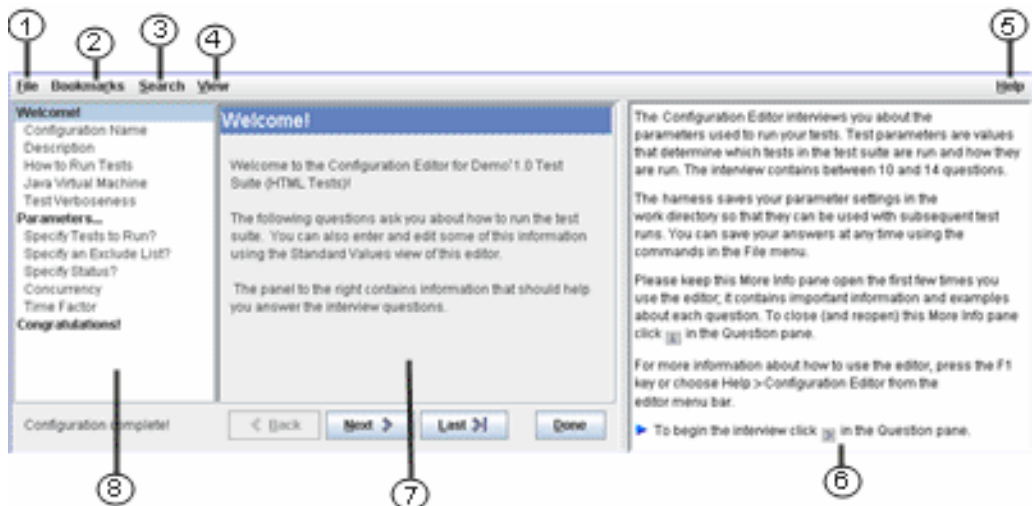 1
2
3
4
5
File Bookmarks Search View Help
Welcome!
Configuration Name
Description
How to Run Tests
Java Virtual Machine
Test Verboseness
Parameters...
Specify Tests to Run?
Specify an Exclude List?
Specify Status?
Concurrency
Time Factor
Congratulations!
Configuration complete!
Welcome!
Welcome to the Configuration Editor for Demo 1.0 Test
Suite (HTML Tests)!
The following questions ask you about how to run the test
suite. You can also enter and edit some of this information
using the Standard Values view of this editor.
The panel to the right contains information that should help
you answer the interview questions.
Back Next Last Done
The Configuration Editor interviews you about the
parameters used to run your tests. Test parameters are values
that determine which tests in the test suite are run and how they
are run. The interview contains between 10 and 14 questions.
The harness saves your parameter settings in the
work directory so that they can be used with subsequent test
runs. You can save your answers at any time using the
commands in the File menu.
Please keep this More Info pane open the first few times you
use the editor; it contains important information and examples
about each question. To close (and reopen) this More Info pane
click in the Question pane.
For more information about how to use the editor, press the F1
key or choose Help > Configuration Editor from the
editor menu bar.
To begin the interview click in the Question pane.
8
7
6